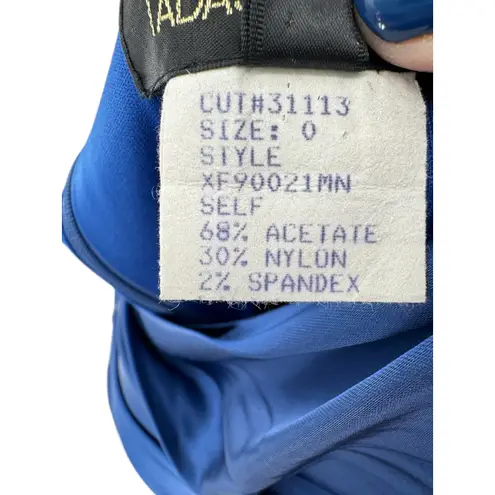 CUT#31113
SIZE: 0
STYLE
XF90021MN
SELF
68% ACETATE
30% NYLON
2% SPANDEX